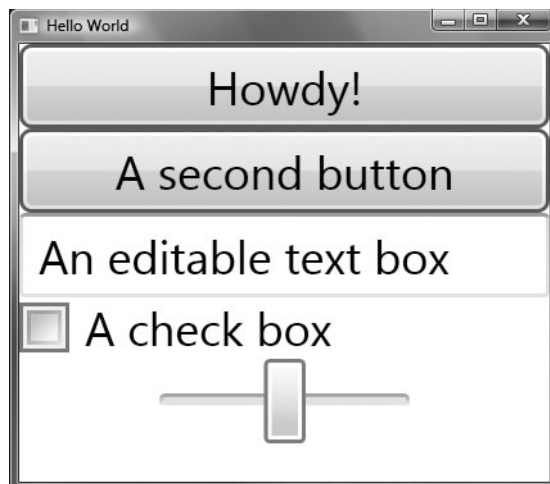 Hello World
Howdy!
A second button
An editable text box
A check box